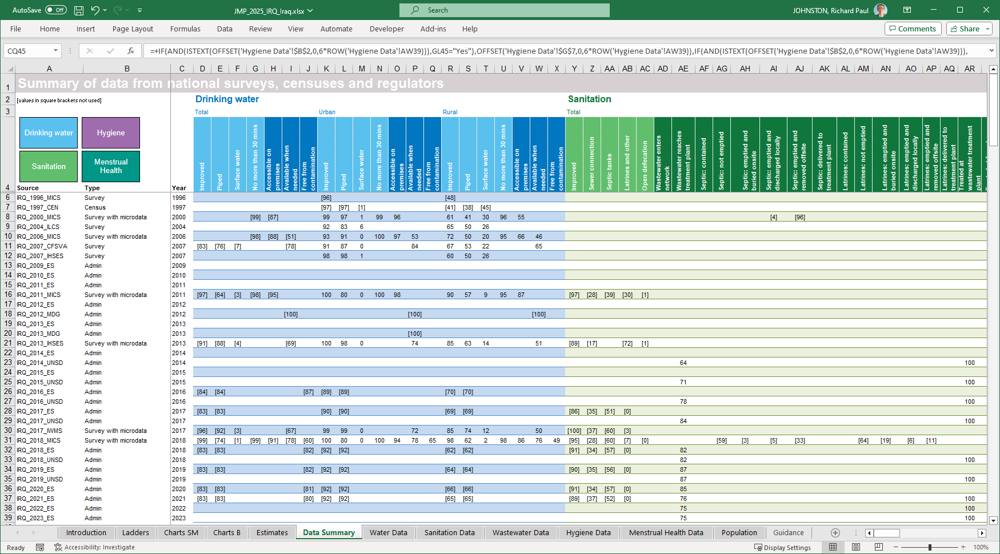 AutoSave Off JMP_2025_IRQ_Iraq.xlsx Search JOHNSTON, Richard Paul
File Home Insert Page Layout Formulas Data Review View Automate Developer Add-ins Help Comments Share
CQ45 fx =+IF(AND(ISTEXT(OFFSET('Hygiene Data'!$B$2,0,6*ROW('Hygiene Data'!AW39))),GL45="Yes"),OFFSET('Hygiene Data'!$G$7,0,6*ROW('Hygiene Data'!AW39)),IF(AND(ISTEXT(OFFSET('Hygiene Data'!$B$2,0,6*ROW('Hygiene Data'!AW39))),
A B C D E F G H I J K L M N O P Q R S T U V W X Y Z AA AB AC AD AE AF AG AH AI AJ AK AL AM AN AO AP AQ AR
1 Summary of data from national surveys, censuses and regulators
2 [values in square brackets not used] Drinking water Sanitation
3 Total Urban Rural Total
Drinking water Hygiene
Sanitation Menstrual Health
Improved Piped Surface water No more than 30 mins Accessible on premises Available when needed Free from contamination Improved Piped Surface water No more than 30 mins Accessible on premises Available when needed Free from contamination Improved Piped Surface water No more than 30 mins Accessible on premises Available when needed Free from contamination Improved Sewer connection Septic tanks Latrines and other Open defecation Wastewater enters network Wastewater reaches treatment plant Septic: contained Septic: not emptied Septic: emptied and buried onsite Septic: emptied and discharged locally Septic: emptied and removed offsite Septic: delivered to treatment plant Latrines: contained Latrines: not emptied Latrines: emptied and buried onsite Latrines: emptied and discharged locally Latrines: emptied and removed offsite Latrines: delivered to treatment plant Treated at wastewater treatment plant
4 Source Type Year
6 IRQ_1996_MICS Survey 1996 [96] [48]
7 IRQ_1997_CEN Census 1997 [97] [97] [1] [41] [38] [45]
8 IRQ_2000_MICS Survey with microdata 2000 [99] [87] 99 97 1 99 96 61 41 30 96 55 [4] [96]
9 IRQ_2004_ILCS Survey 2004 92 83 6 65 50 26
10 IRQ_2006_MICS Survey with microdata 2006 [98] [88] [51] 93 91 0 100 97 53 72 50 20 95 66 46
11 IRQ_2007_CFSVA Survey 2007 [83] [76] [7] [78] 91 87 0 84 67 53 22 65
12 IRQ_2007_IHSES Survey 2007 98 98 1 60 50 26
13 IRQ_2009_ES Admin 2009
14 IRQ_2010_ES Admin 2010
15 IRQ_2011_ES Admin 2011
16 IRQ_2011_MICS Survey with microdata 2011 [97] [64] [3] [98] [95] 100 80 0 100 98 90 57 9 95 87 [97] [28] [39] [30] [1]
17 IRQ_2012_ES Admin 2012
18 IRQ_2012_MDG Admin 2012 [100] [100] [100]
19 IRQ_2013_ES Admin 2013
20 IRQ_2013_MDG Admin 2013 [100]
21 IRQ_2013_IHSES Survey with microdata 2013 [91] [88] [4] [69] 100 98 0 74 85 63 14 51 [89] [17] [72] [1]
22 IRQ_2014_ES Admin 2014
23 IRQ_2014_UNSD Admin 2014 64 100
24 IRQ_2015_ES Admin 2015
25 IRQ_2015_UNSD Admin 2015 71 100
26 IRQ_2016_ES Admin 2016 [84] [84] [87] [89] [89] [70] [70]
27 IRQ_2016_UNSD Admin 2016 78 100
28 IRQ_2017_ES Admin 2017 [83] [83] [90] [90] [69] [69] [86] [35] [51] [0]
29 IRQ_2017_UNSD Admin 2017 84 100
30 IRQ_2017_IWMS Survey with microdata 2017 [96] [92] [3] [67] 99 99 0 72 85 74 12 50 [100] [37] [60] [3]
31 IRQ_2018_MICS Survey with microdata 2018 [99] [74] [1] [99] [91] [78] [60] 100 80 0 100 94 78 65 98 62 2 98 86 76 49 [95] [28] [60] [7] [0] [59] [3] [5] [33] [64] [19] [6] [11]
32 IRQ_2018_ES Admin 2018 [83] [83] [82] [92] [92] [62] [62] [91] [34] [57] [0] 82
33 IRQ_2018_UNSD Admin 2018 82 100
34 IRQ_2019_ES Admin 2019 [83] [83] [82] [92] [92] [64] [64] [90] [35] [56] [0] 87
35 IRQ_2019_UNSD Admin 2019 87 100
36 IRQ_2020_ES Admin 2020 [83] [83] [81] [92] [92] [66] [66] [91] [34] [57] [0] 85
37 IRQ_2021_ES Admin 2021 [83] [83] [80] [92] [92] [65] [65] [89] [37] [52] [0] 76 100
38 IRQ_2022_ES Admin 2022 75 100
39 IRQ_2023_ES Admin 2023 75 100
Introduction Ladders Charts SM Charts B Estimates Data Summary Water Data Sanitation Data Wastewater Data Hygiene Data Menstrual Health Data Population Guidance
Ready Accessibility: Investigate Display Settings 100%